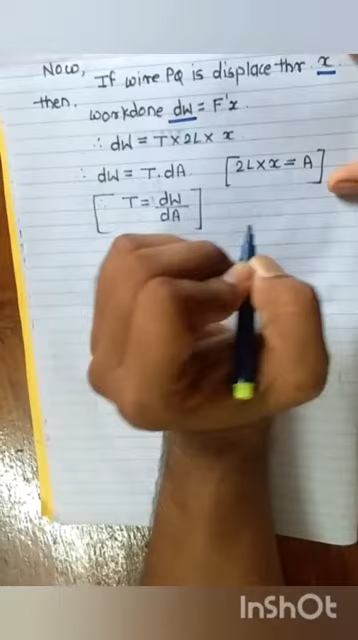 Now, If wire PQ is displace thr. x
then. workdone dw = F'x
∴ dw = T × 2L × x
∴ dw = T. dA [2L × x = A]
[∵ T = dw/dA]
InShOt